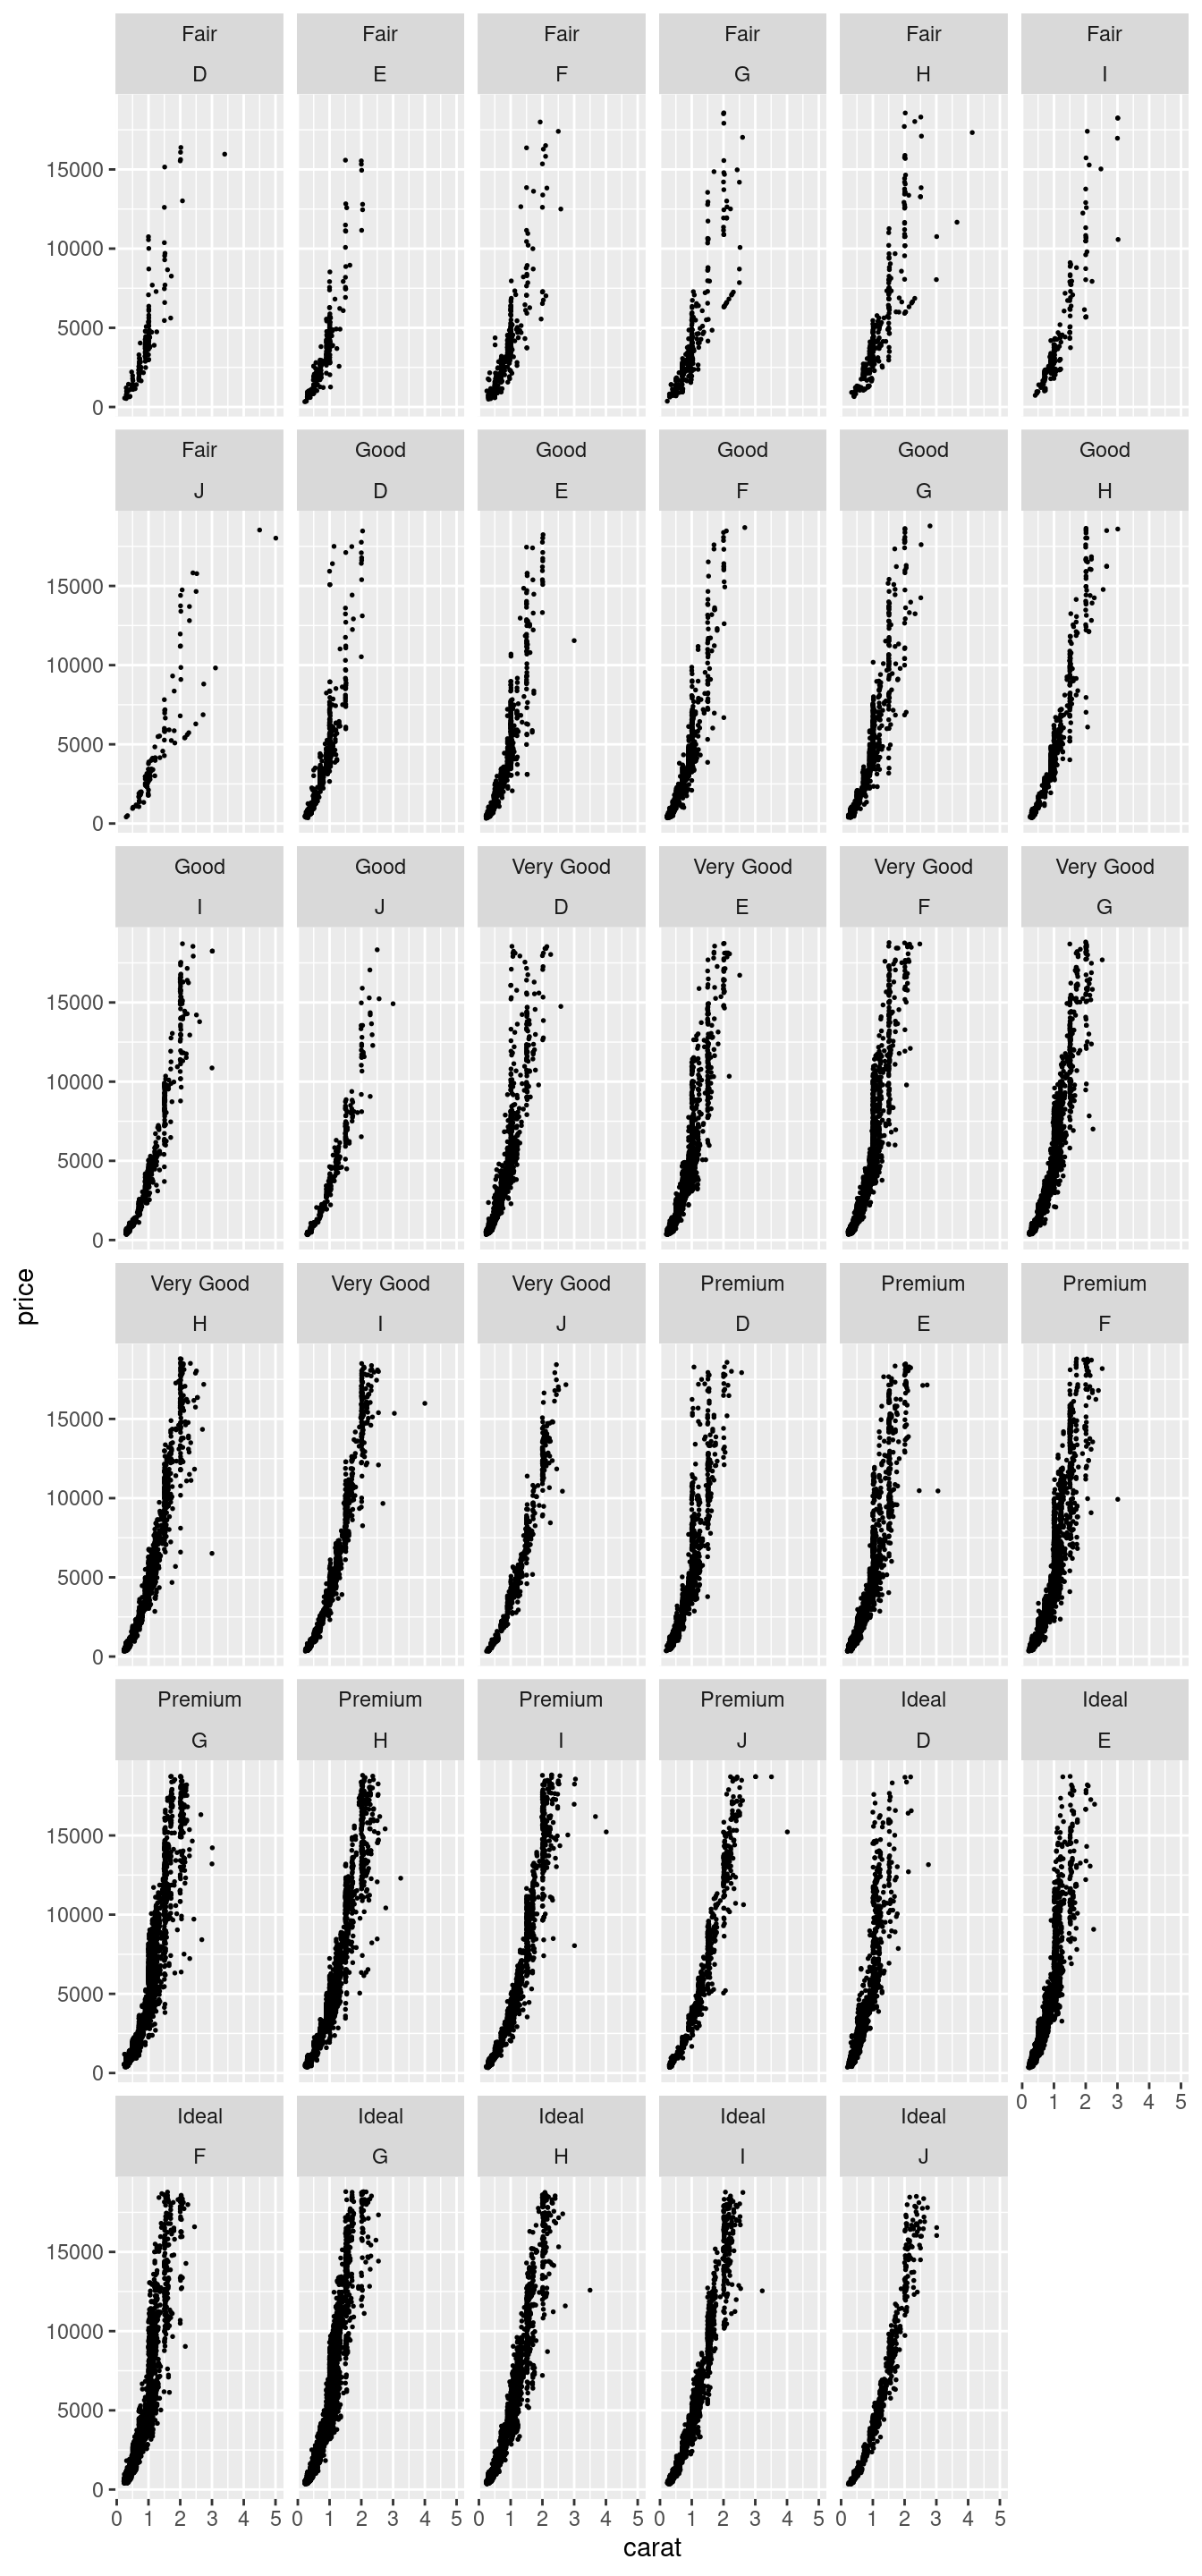 Fair Fair Fair Fair Fair Fair
D E F G H I
15000
10000
5000
0
Fair Good Good Good Good Good
J D E F G H
15000
10000
5000
0
Good Good Very Good Very Good Very Good Very Good
I J D E F G
15000
10000
5000
0
price
Very Good Very Good Very Good Premium Premium Premium
H I J D E F
15000
10000
5000
0
Premium Premium Premium Premium Ideal Ideal
G H I J D E
15000
10000
5000
0
0 1 2 3 4 5
Ideal Ideal Ideal Ideal Ideal
F G H I J
15000
10000
5000
0
0 1 2 3 4 5 0 1 2 3 4 5 0 1 2 3 4 5 0 1 2 3 4 5 0 1 2 3 4 5
carat